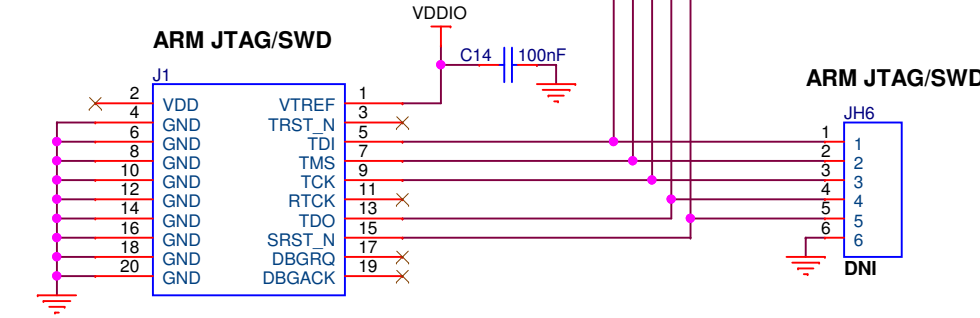 VDDIO
ARM JTAG/SWD
C14 100nF
ARM JTAG/SWD
J1
JH6
2 VDD VTREF 1
4 GND TRST_N 3
6 GND TDI 5
8 GND TMS 7
10 GND TCK 9
12 GND RTCK 11
14 GND TDO 13
16 GND SRST_N 15
18 GND DBGRQ 17
20 GND DBGACK 19
1 1
2 2
3 3
4 4
5 5
6 6
DNI